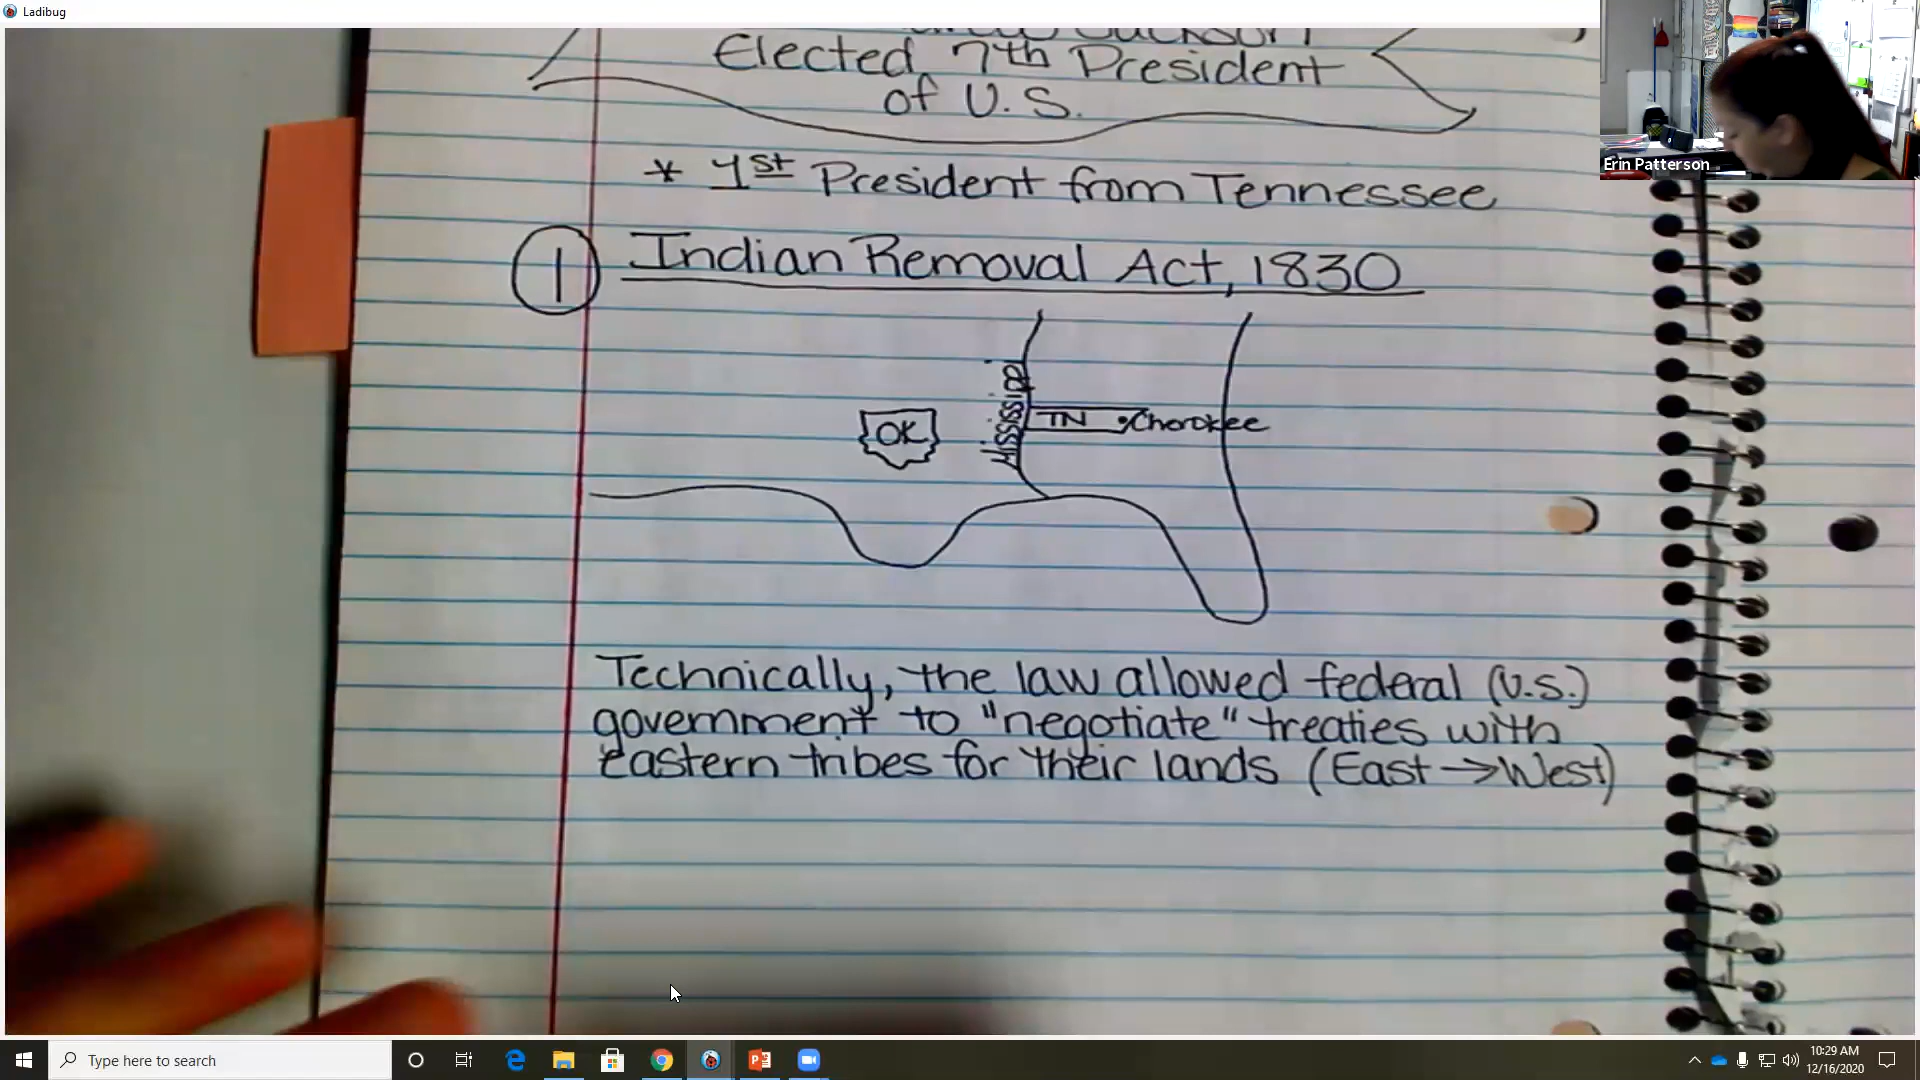 Ladibug
Elected 7th President
of U.S.
* 1st President from Tennessee
1 Indian Removal Act, 1830
OK
TN
Cherokee
Technically, the law allowed federal (U.S.)
government to "negotiate" treaties with
eastern tribes for their lands (East → West)
Erin Patterson
Type here to search
10:29 AM
12/16/2020